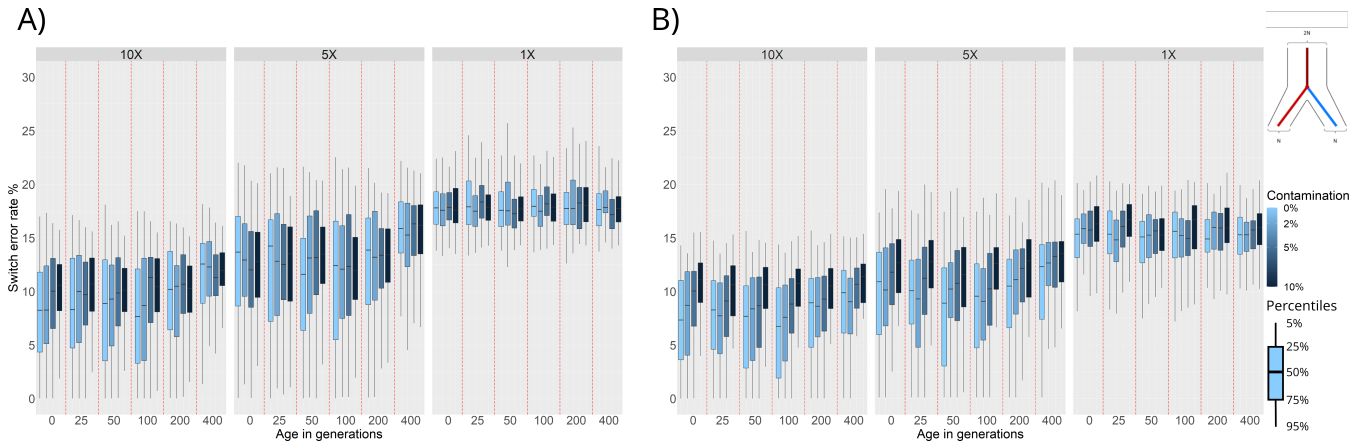 A)
B)
10X
5X
1X
10X
5X
1X
2N
N
N
Switch error rate %
30
25
20
15
10
5
0
30
25
20
15
10
5
0
0 25 50 100 200 400
0 25 50 100 200 400
0 25 50 100 200 400
Age in generations
0 25 50 100 200 400
0 25 50 100 200 400
0 25 50 100 200 400
Age in generations
Contamination
0%
2%
5%
10%
Percentiles
5%
25%
50%
75%
95%